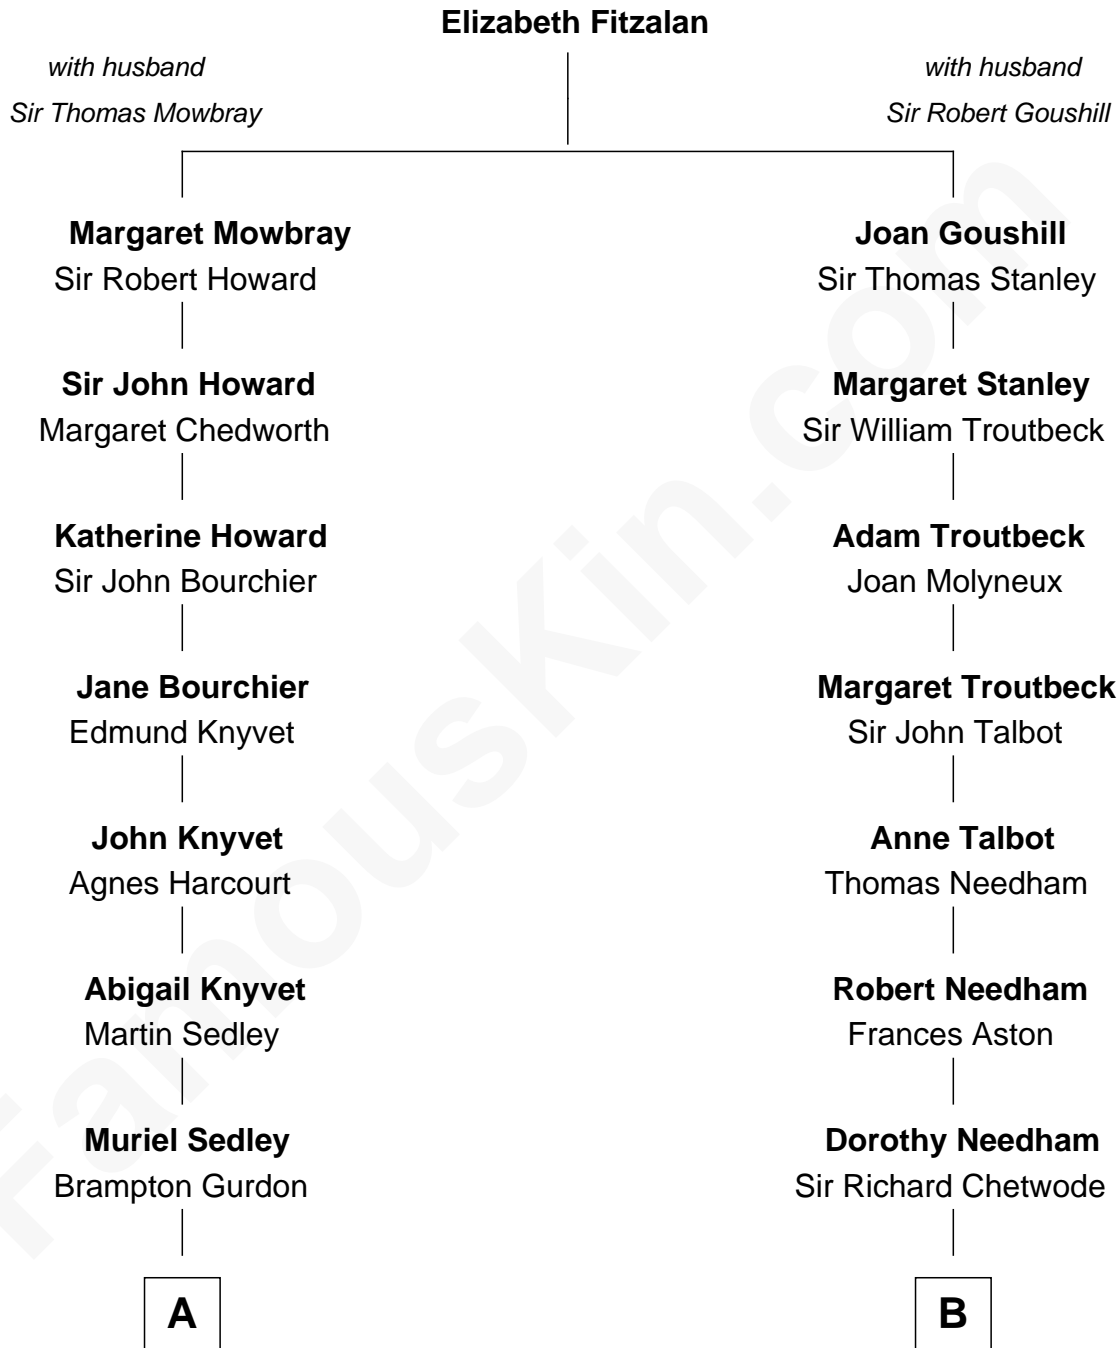 Elizabeth Fitzalan
with husband
Sir Thomas Mowbray
with husband
Sir Robert Goushill
Margaret Mowbray
Sir Robert Howard
Joan Goushill
Sir Thomas Stanley
Sir John Howard
Margaret Chedworth
Margaret Stanley
Sir William Troutbeck
Katherine Howard
Sir John Bourchier
Adam Troutbeck
Joan Molyneux
Jane Bourchier
Edmund Knyvet
Margaret Troutbeck
Sir John Talbot
John Knyvet
Agnes Harcourt
Anne Talbot
Thomas Needham
Abigail Knyvet
Martin Sedley
Robert Needham
Frances Aston
Muriel Sedley
Brampton Gurdon
Dorothy Needham
Sir Richard Chetwode
A
B
FamousKin.com